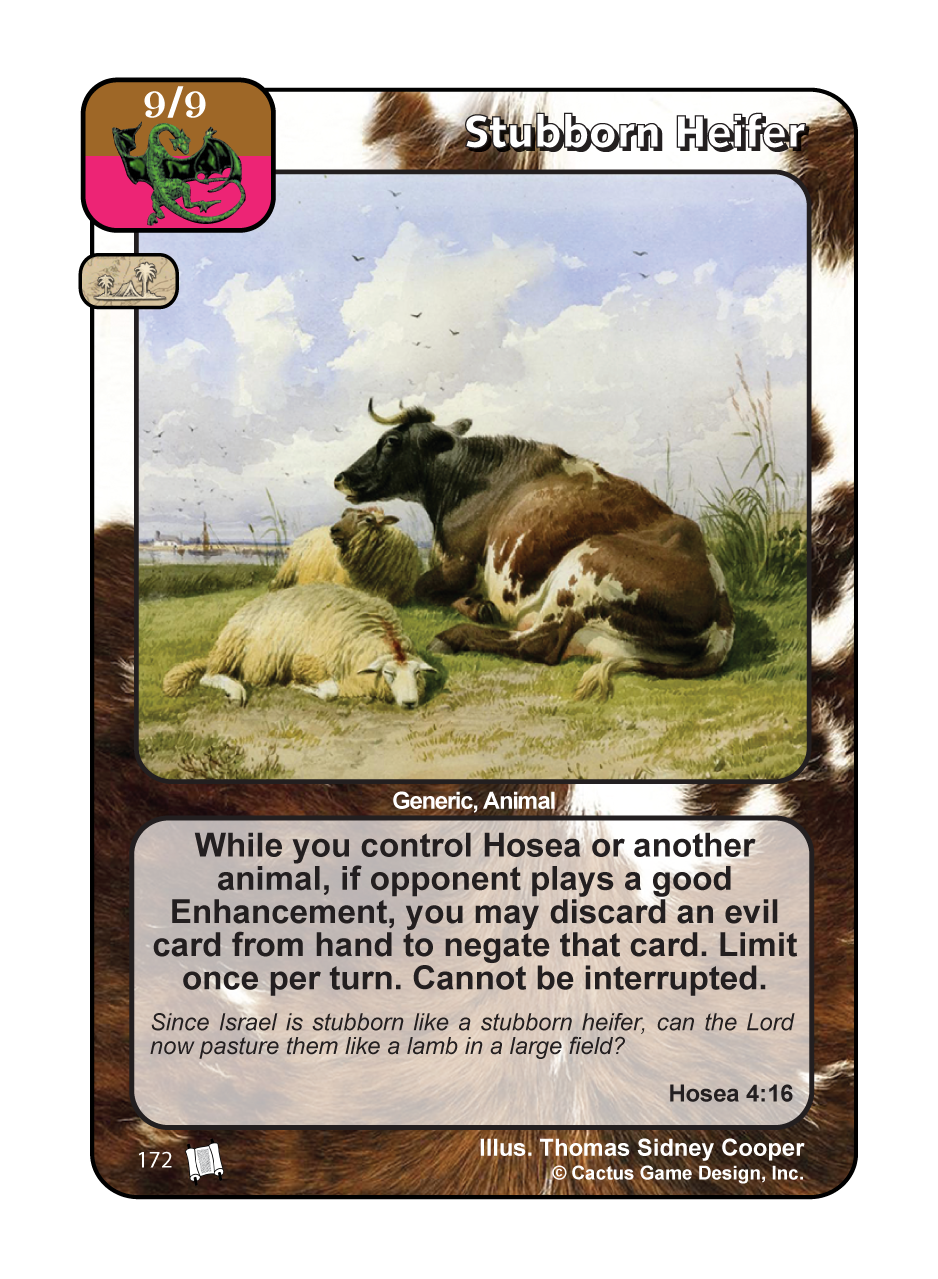 9/9
Stubborn Heifer
Generic, Animal
While you control Hosea or another
animal, if opponent plays a good
Enhancement, you may discard an evil
card from hand to negate that card. Limit
once per turn. Cannot be interrupted.
Since Israel is stubborn like a stubborn heifer, can the Lord
now pasture them like a lamb in a large field?
Hosea 4:16
172
Illus. Thomas Sidney Cooper
© Cactus Game Design, Inc.